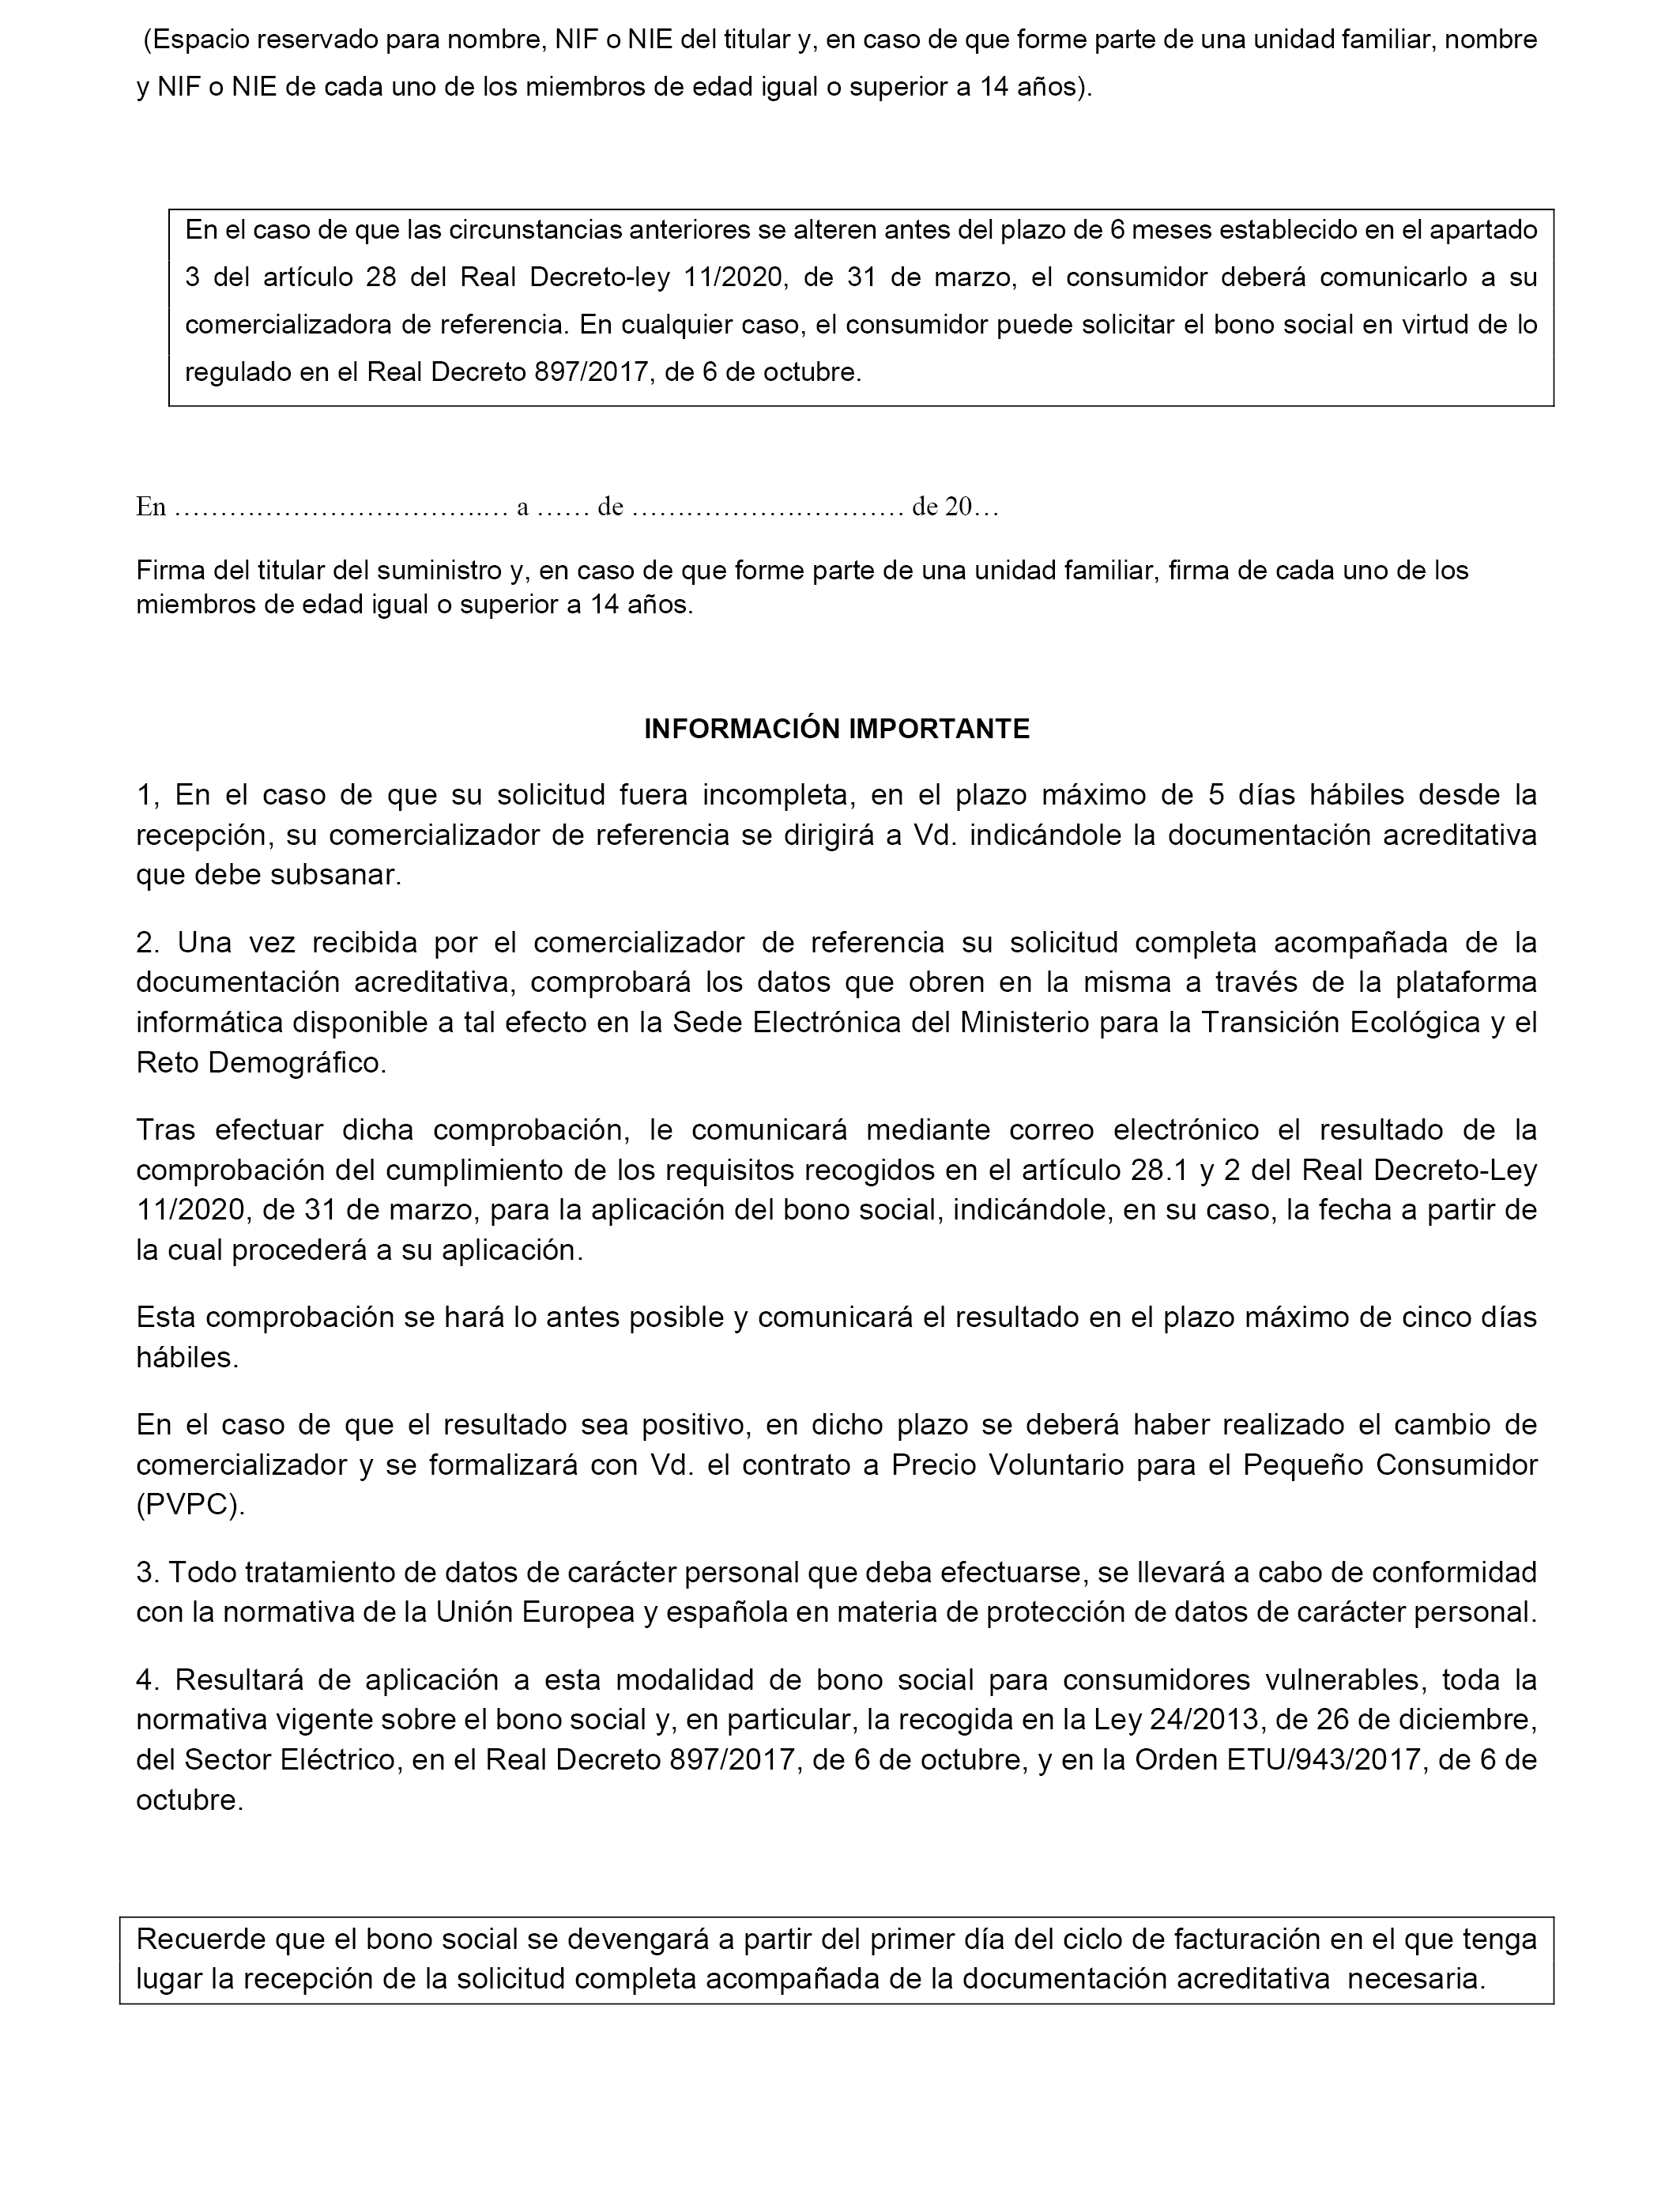 (Espacio reservado para nombre, NIF o NIE del titular y, en caso de que forme parte de una unidad familiar, nombre
y NIF o NIE de cada uno de los miembros de edad igual o superior a 14 años).
En el caso de que las circunstancias anteriores se alteren antes del plazo de 6 meses establecido en el apartado
3 del artículo 28 del Real Decreto-ley 11/2020, de 31 de marzo, el consumidor deberá comunicarlo a su
comercializadora de referencia. En cualquier caso, el consumidor puede solicitar el bono social en virtud de lo
regulado en el Real Decreto 897/2017, de 6 de octubre.
En …………………………….…. a …… de ………………………… de 20…
Firma del titular del suministro y, en caso de que forme parte de una unidad familiar, firma de cada uno de los
miembros de edad igual o superior a 14 años.
INFORMACIÓN IMPORTANTE
1, En el caso de que su solicitud fuera incompleta, en el plazo máximo de 5 días hábiles desde la
recepción, su comercializador de referencia se dirigirá a Vd. indicándole la documentación acreditativa
que debe subsanar.
2. Una vez recibida por el comercializador de referencia su solicitud completa acompañada de la
documentación acreditativa, comprobará los datos que obren en la misma a través de la plataforma
informática disponible a tal efecto en la Sede Electrónica del Ministerio para la Transición Ecológica y el
Reto Demográfico.
Tras efectuar dicha comprobación, le comunicará mediante correo electrónico el resultado de la
comprobación del cumplimiento de los requisitos recogidos en el artículo 28.1 y 2 del Real Decreto-Ley
11/2020, de 31 de marzo, para la aplicación del bono social, indicándole, en su caso, la fecha a partir de
la cual procederá a su aplicación.
Esta comprobación se hará lo antes posible y comunicará el resultado en el plazo máximo de cinco días
hábiles.
En el caso de que el resultado sea positivo, en dicho plazo se deberá haber realizado el cambio de
comercializador y se formalizará con Vd. el contrato a Precio Voluntario para el Pequeño Consumidor
(PVPC).
3. Todo tratamiento de datos de carácter personal que deba efectuarse, se llevará a cabo de conformidad
con la normativa de la Unión Europea y española en materia de protección de datos de carácter personal.
4. Resultará de aplicación a esta modalidad de bono social para consumidores vulnerables, toda la
normativa vigente sobre el bono social y, en particular, la recogida en la Ley 24/2013, de 26 de diciembre,
del Sector Eléctrico, en el Real Decreto 897/2017, de 6 de octubre, y en la Orden ETU/943/2017, de 6 de
octubre.
Recuerde que el bono social se devengará a partir del primer día del ciclo de facturación en el que tenga
lugar la recepción de la solicitud completa acompañada de la documentación acreditativa  necesaria.